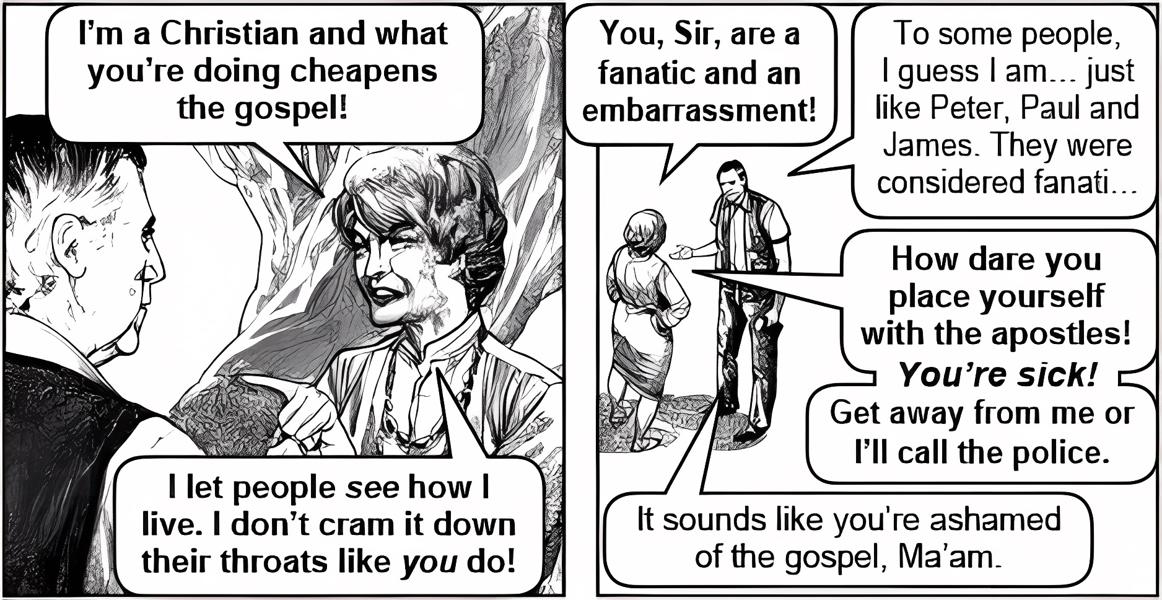 I'm a Christian and what
you're doing cheapens
the gospel!
I let people see how I
live. I don't cram it down
their throats like you do!
You, Sir, are a
fanatic and an
embarrassment!
To some people,
I guess I am... just
like Peter, Paul and
James. They were
considered fanati...
How dare you
place yourself
with the apostles!
You're sick!
Get away from me or
I'll call the police.
It sounds like you're ashamed
of the gospel, Ma'am.